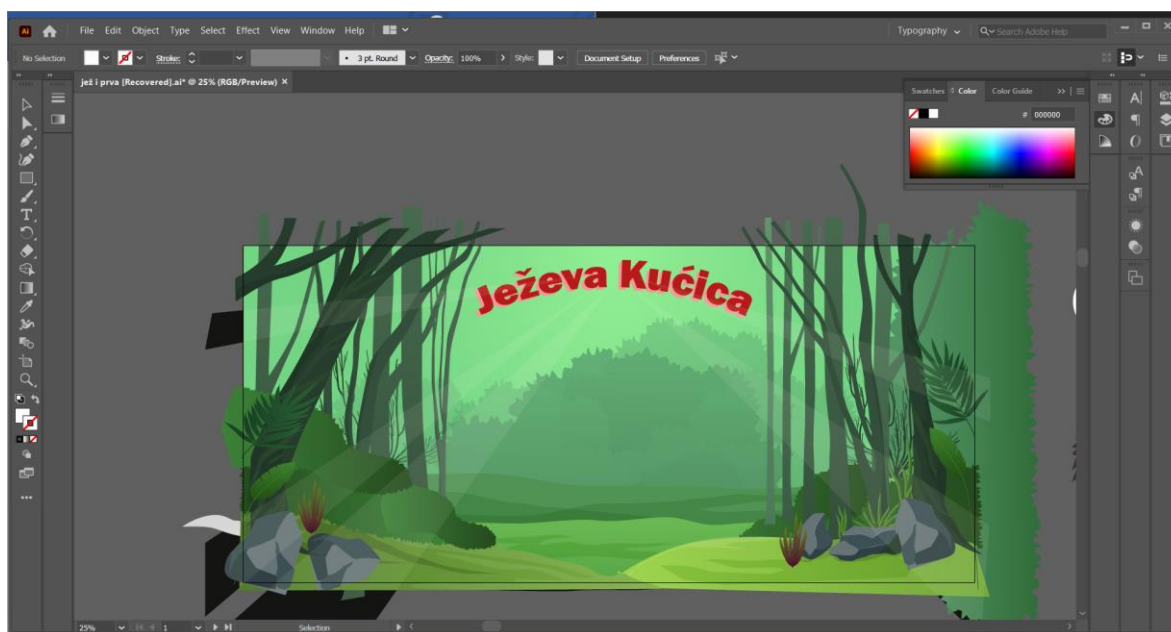 Ai File Edit Object Type Select Effect View Window Help Typography Search Adobe Help
No Selection Stroke: 3 pt. Round Opacity: 100% Style: Document Setup Preferences
jež i prva [Recovered].ai* @ 25% (RGB/Preview) ×
Swatches Color Color Guide
# 000000
Ježeva Kućica
25% 1 Selection